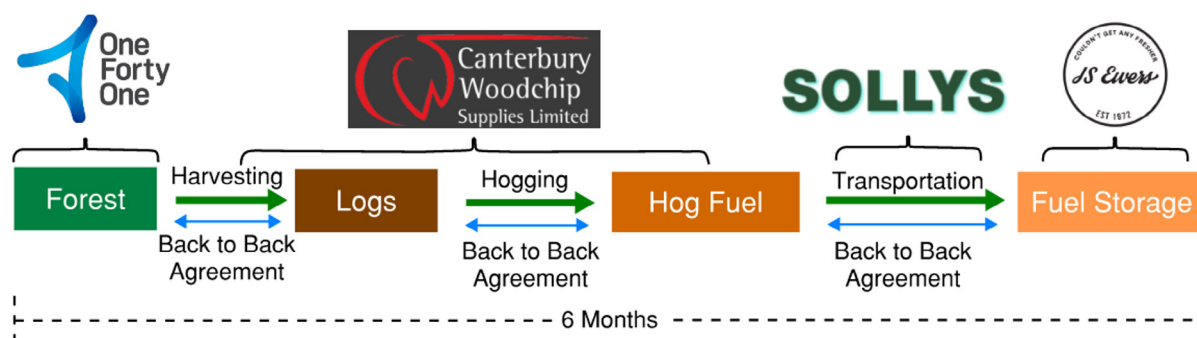 One
Forty
One
Canterbury
Woodchip
Supplies Limited
SOLLYS
COULDN'T GET ANY FRESHER
JS Ewers
EST 1972
Forest
Harvesting
Back to Back
Agreement
Logs
Hogging
Back to Back
Agreement
Hog Fuel
Transportation
Back to Back
Agreement
Fuel Storage
6 Months